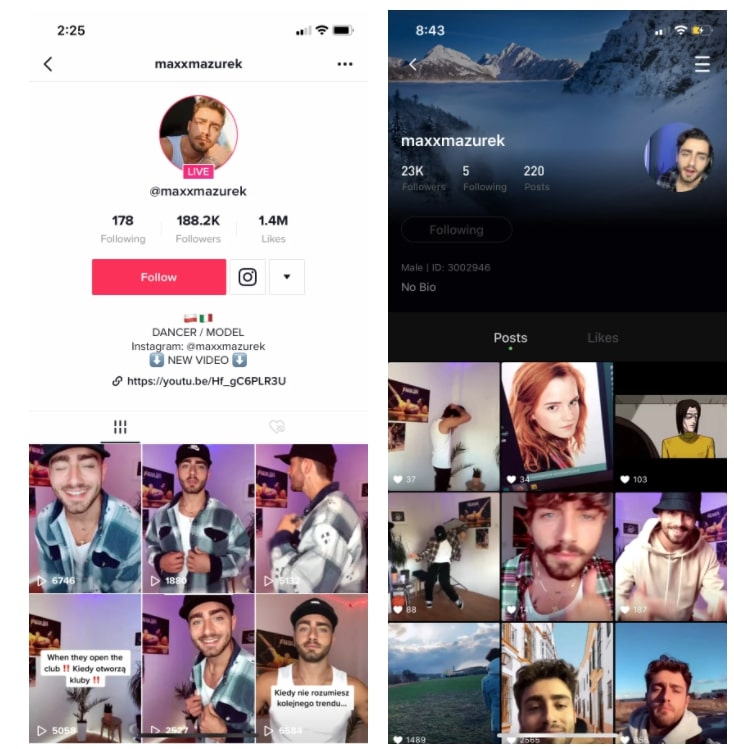 2:25
maxxmazurek
LIVE
@maxxmazurek
178 188.2K 1.4M
Following Followers Likes
Follow
DANCER / MODEL
Instagram: @maxxmazurek
NEW VIDEO
https://youtu.be/Hf_gC6PLR3U
6746 1880 5132
When they open the
club ‼️ Kiedy otworzą
kluby ‼️
Kiedy nie rozumiesz
kolejnego trendu...
5059 2527 6584
8:43
maxxmazurek
23K 5 220
Followers Following Posts
Following
Male | ID: 3002946
No Bio
Posts Likes
37 34 103
88 141 187
1489 2565